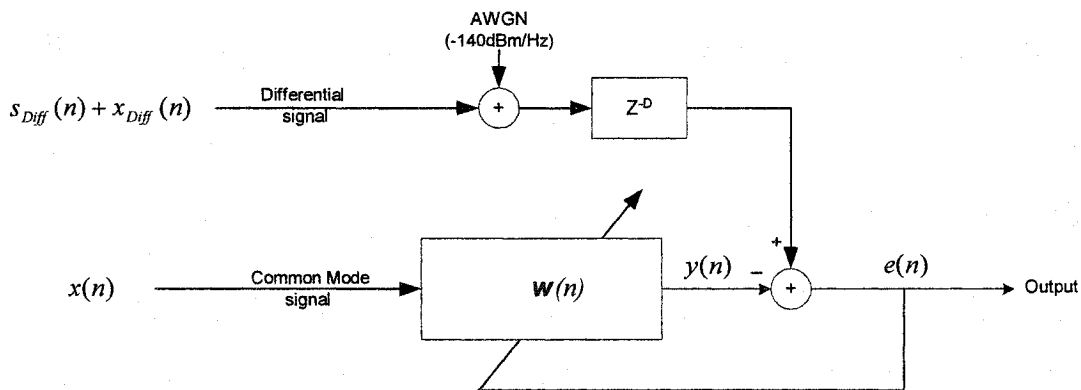 AWGN
(-140dBm/Hz)
s_Diff (n) + x_Diff (n)
Differential
signal
+
Z^-D
x(n)
Common Mode
signal
W(n)
y(n)
+
−
+
e(n)
Output